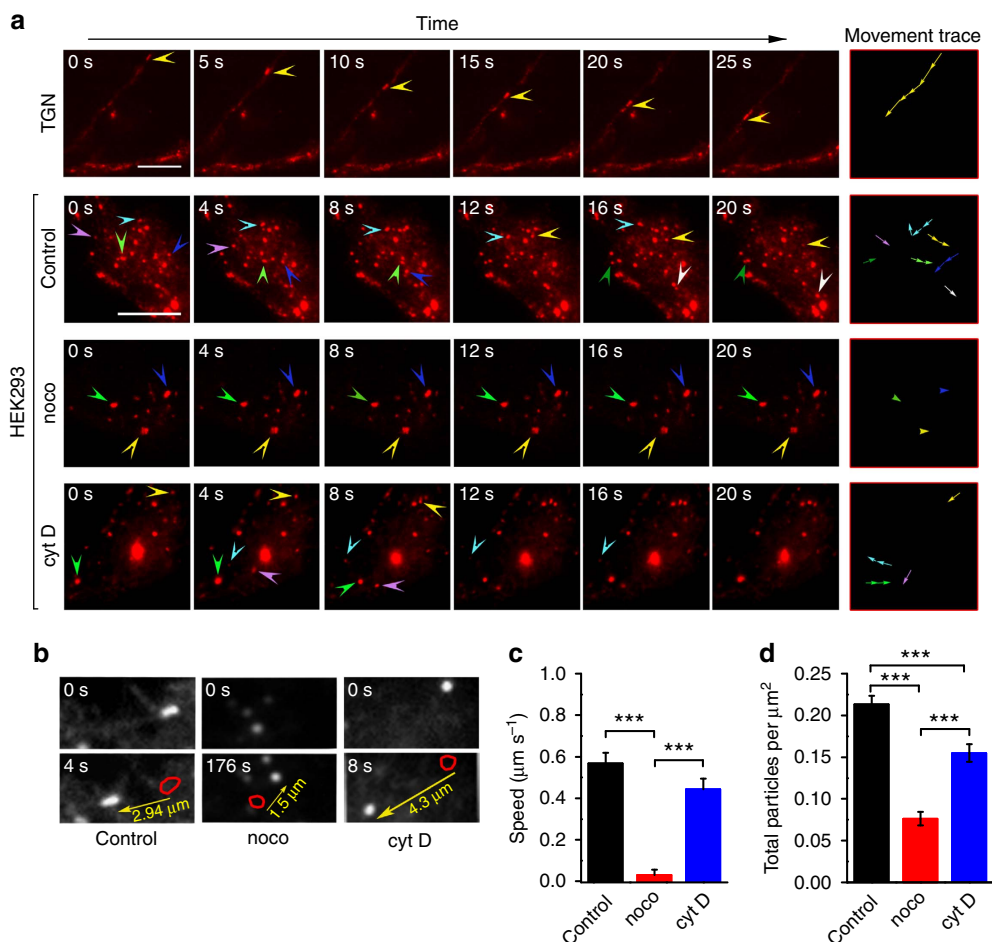 a
Time
Movement trace
TGN
0 s 5 s 10 s 15 s 20 s 25 s
HEK293
Control
0 s 4 s 8 s 12 s 16 s 20 s
noco
0 s 4 s 8 s 12 s 16 s 20 s
cyt D
0 s 4 s 8 s 12 s 16 s 20 s
b
0 s 0 s 0 s
4 s 176 s 8 s
2.94 μm 1.5 μm 4.3 μm
Control noco cyt D
c
Speed (μm s⁻¹)
1.0
0.8
0.6
0.4
0.2
0.0
***
***
Control noco cyt D
d
Total particles per μm²
0.25
0.20
0.15
0.10
0.05
0.00
***
***
***
Control noco cyt D